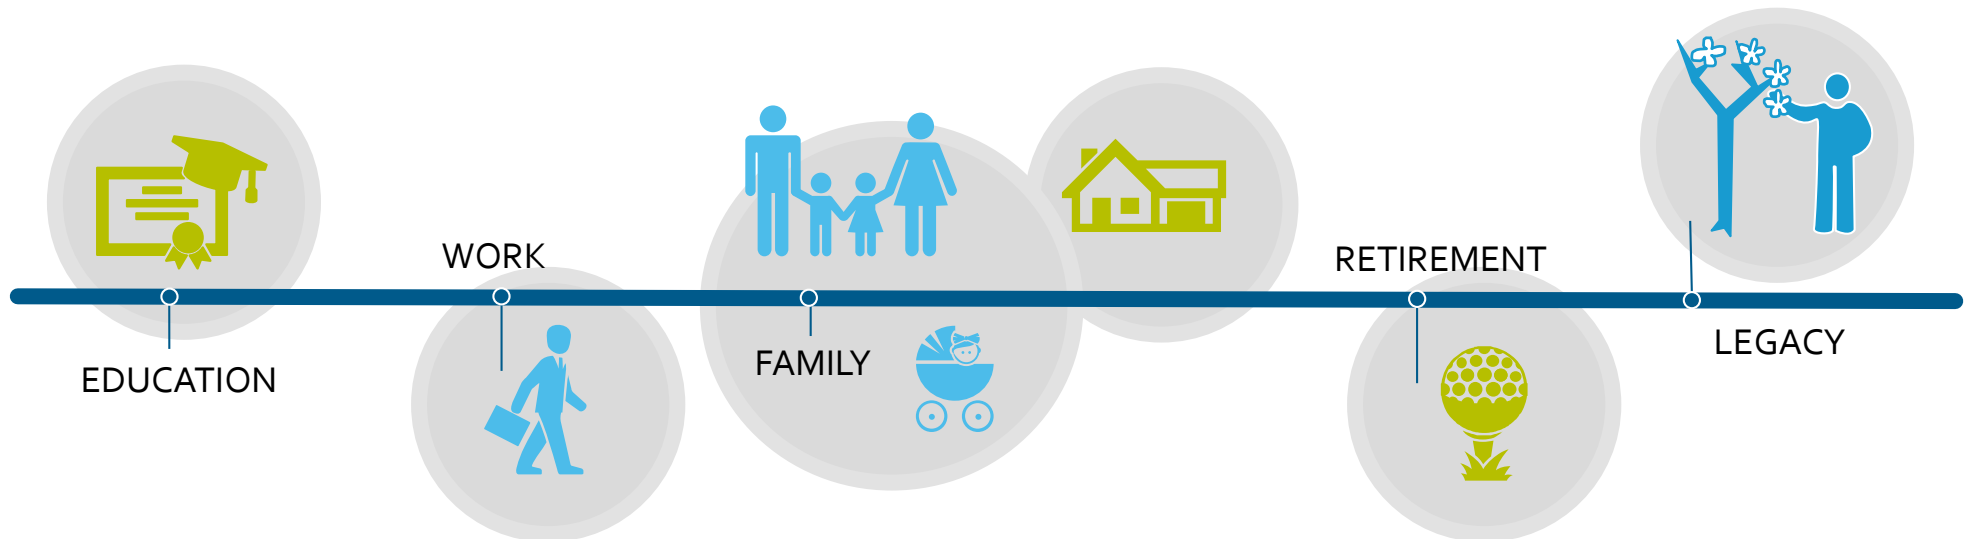 EDUCATION
WORK
FAMILY
RETIREMENT
LEGACY